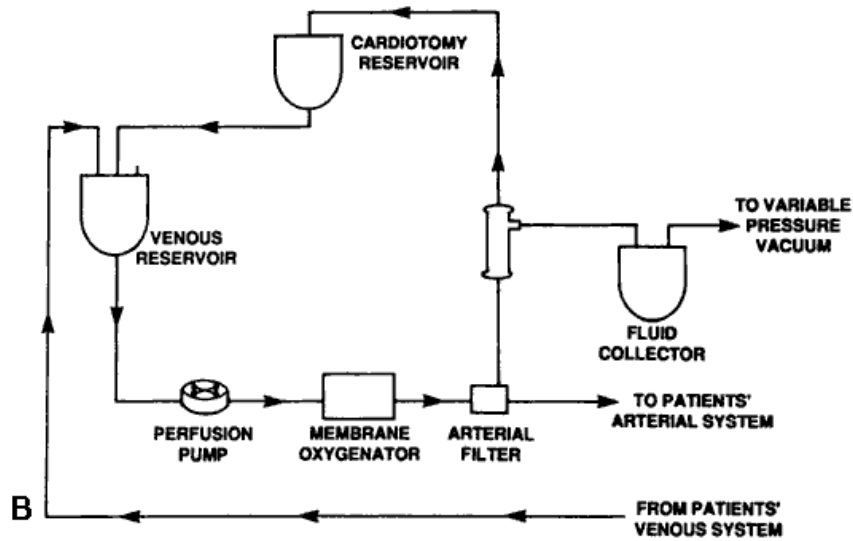 CARDIOTOMY
RESERVOIR
VENOUS
RESERVOIR
TO VARIABLE
PRESSURE
VACUUM
FLUID
COLLECTOR
PERFUSION
PUMP
MEMBRANE
OXYGENATOR
ARTERIAL
FILTER
TO PATIENTS'
ARTERIAL SYSTEM
B
FROM PATIENTS'
VENOUS SYSTEM